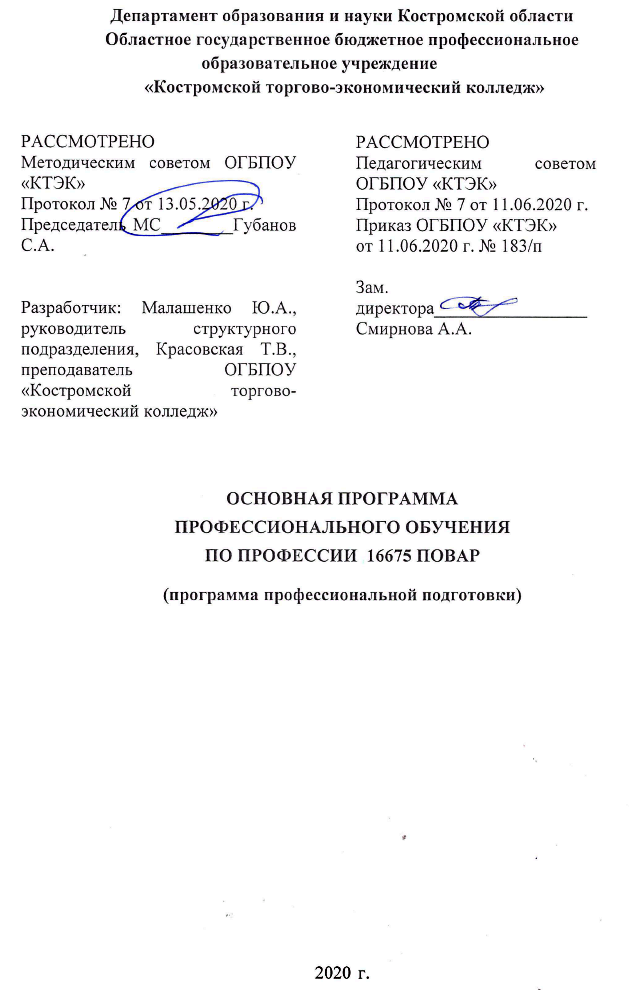 Департамент образования и науки Костромской области
Областное государственное бюджетное профессиональное
образовательное учреждение
«Костромской торгово-экономический колледж»
РАССМОТРЕНО
Методическим советом ОГБПОУ
«КТЭК»
Протокол № 7 от 13.05.2020 г.
Председатель МС_________Губанов
С.А.
Разработчик: Малашенко Ю.А.,
руководитель структурного
подразделения, Красовская Т.В.,
преподаватель ОГБПОУ
«Костромской торгово-
экономический колледж»
РАССМОТРЕНО
Педагогическим советом
ОГБПОУ «КТЭК»
Протокол № 7 от 11.06.2020 г.
Приказ ОГБПОУ «КТЭК»
от 11.06.2020 г. № 183/п
Зам.
директора___________________
Смирнова А.А.
ОСНОВНАЯ ПРОГРАММА
ПРОФЕССИОНАЛЬНОГО ОБУЧЕНИЯ
ПО ПРОФЕССИИ 16675 ПОВАР
(программа профессиональной подготовки)
2020 г.